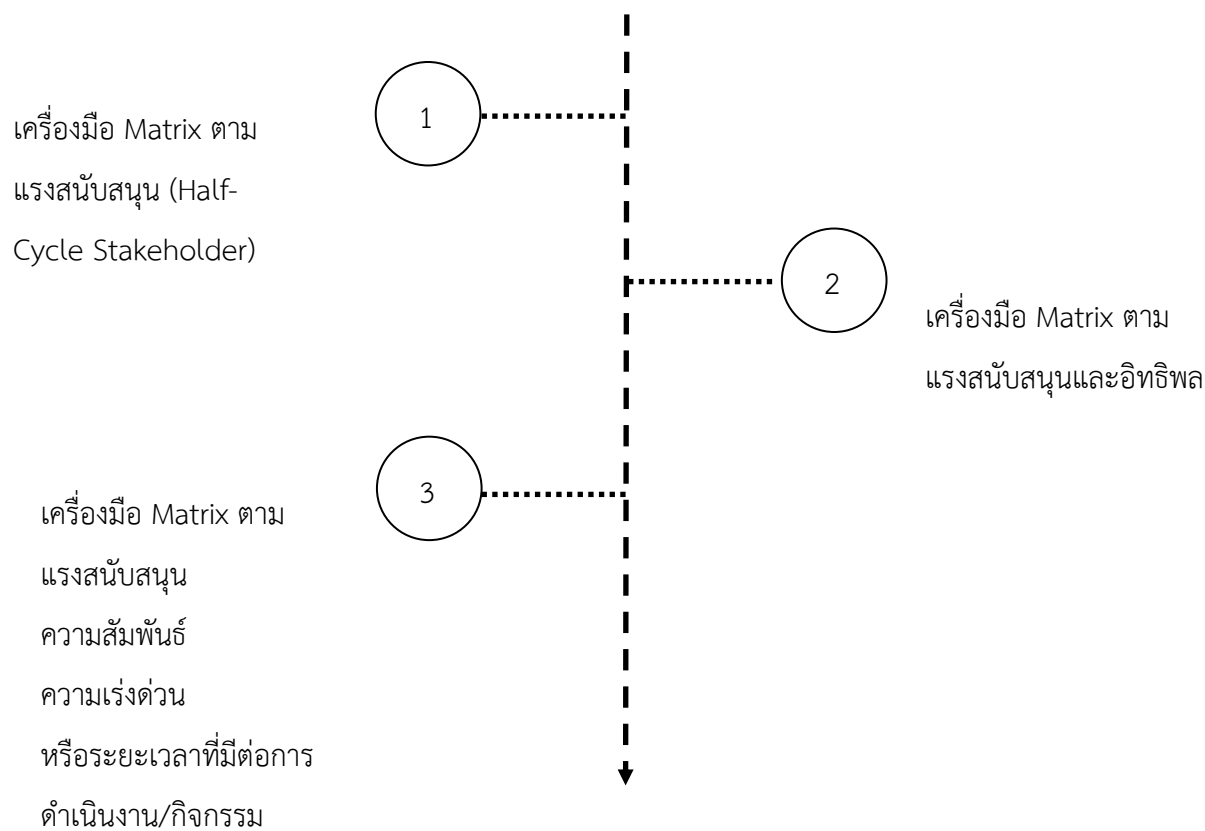 1
เครื่องมือ Matrix ตาม
แรงสนับสนุน (Half-
Cycle Stakeholder)
2
เครื่องมือ Matrix ตาม
แรงสนับสนุนและอิทธิพล
3
เครื่องมือ Matrix ตาม
แรงสนับสนุน
ความสัมพันธ์
ความเร่งด่วน
หรือระยะเวลาที่มีต่อการ
ดำเนินงาน/กิจกรรม